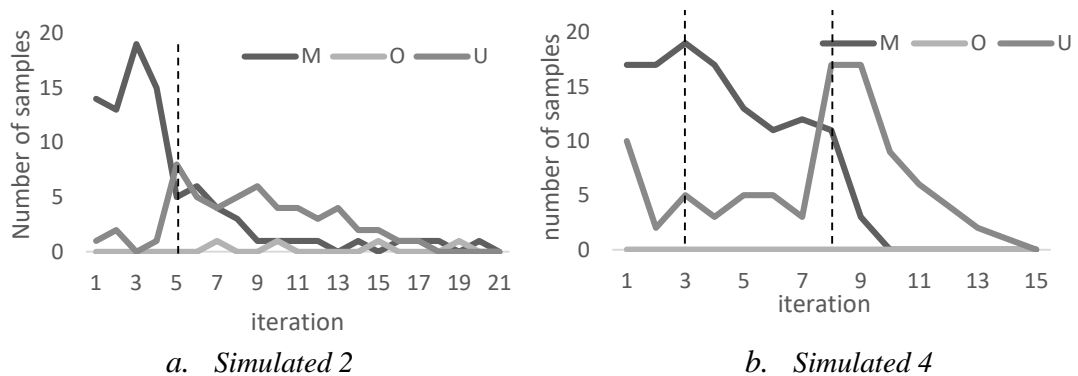 Number of samples
20
15
10
5
0
M O U
1 3 5 7 9 11 13 15 17 19 21
iteration
a. Simulated 2
number of samples
20
15
10
5
0
M O U
1 3 5 7 9 11 13 15
iteration
b. Simulated 4